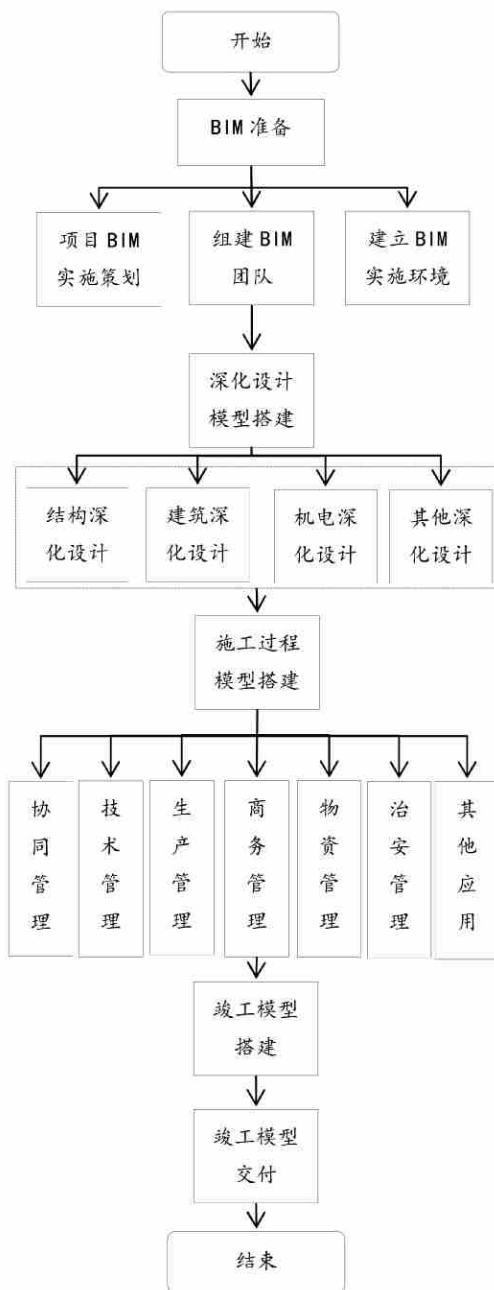 开始
BIM 准备
项目 BIM
实施策划
组建 BIM
团队
建立 BIM
实施环境
深化设计
模型搭建
结构深
化设计
建筑深
化设计
机电深
化设计
其他深
化设计
施工过程
模型搭建
协同管理
技术管理
生产管理
商务管理
物资管理
治安管理
其他应用
竣工模型
搭建
竣工模型
交付
结束